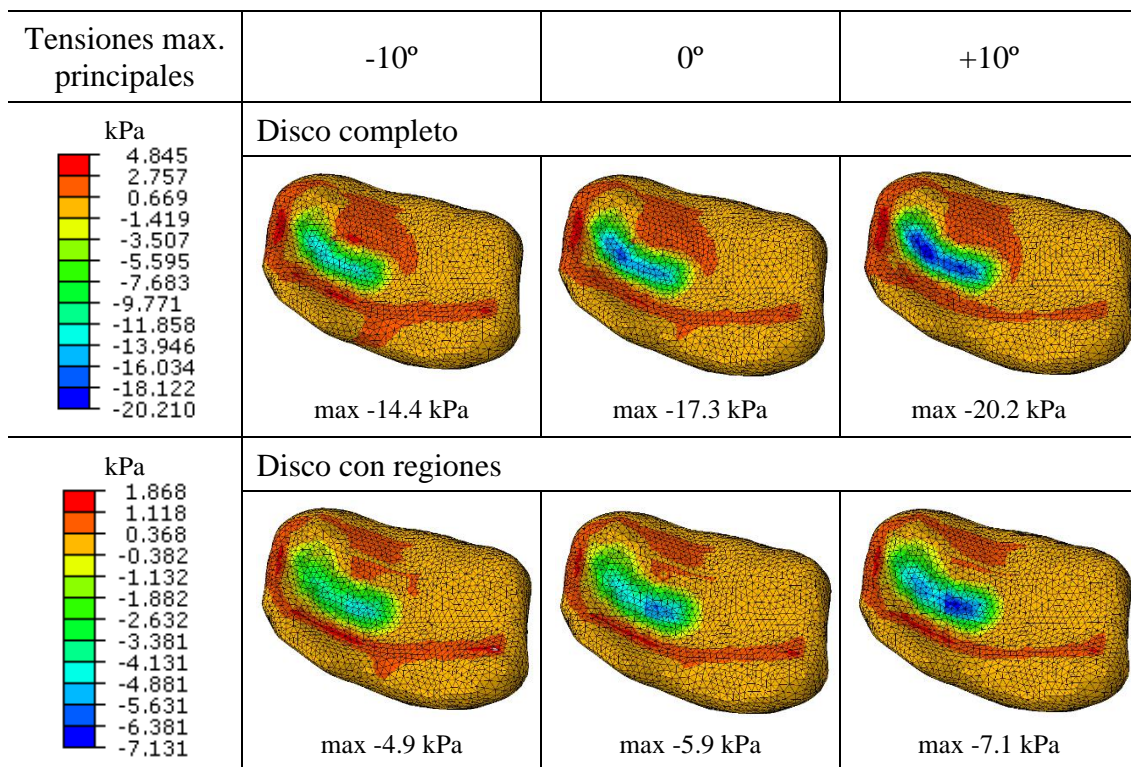 Tensiones max.
principales
-10º
0º
+10º
kPa
4.845
2.757
0.669
-1.419
-3.507
-5.595
-7.683
-9.771
-11.858
-13.946
-16.034
-18.122
-20.210
Disco completo
max -14.4 kPa
max -17.3 kPa
max -20.2 kPa
kPa
1.868
1.118
0.368
-0.382
-1.132
-1.882
-2.632
-3.381
-4.131
-4.881
-5.631
-6.381
-7.131
Disco con regiones
max -4.9 kPa
max -5.9 kPa
max -7.1 kPa